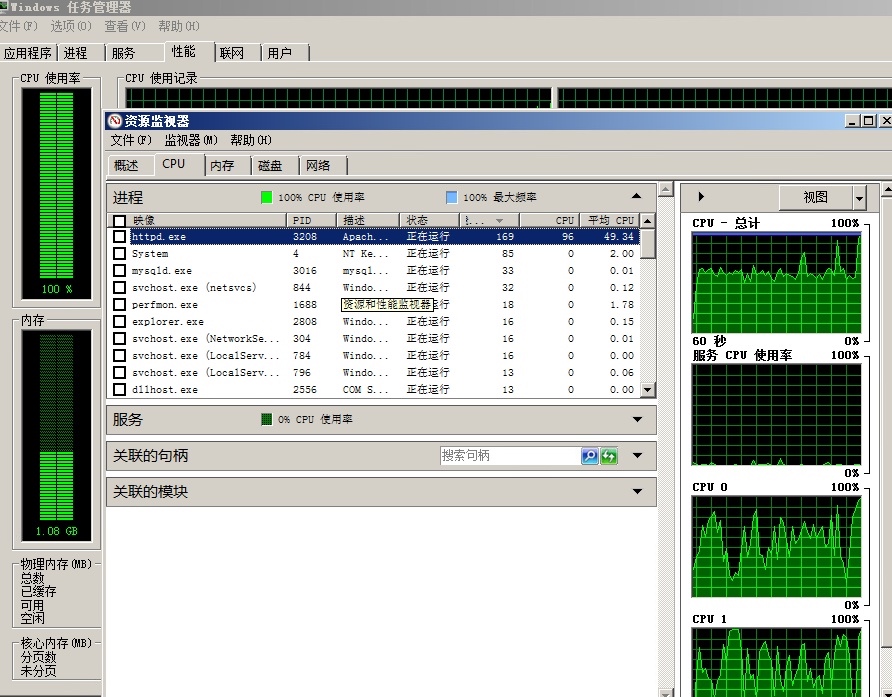 Windows 任务管理器
文件(F) 选项(O) 查看(V) 帮助(H)
应用程序 进程 服务 性能 联网 用户
CPU 使用率 CPU 使用记录
100 %
内存
1.08 GB
物理内存(MB)
总数
已缓存
可用
空闲
核心内存(MB)
分页数
未分页
资源监视器
文件(F) 监视器(M) 帮助(H)
概述 CPU 内存 磁盘 网络
进程 100% CPU 使用率 100% 最大频率
映像 PID 描述 状态 ... CPU 平均 CPU
httpd.exe 3208 Apach... 正在运行 169 96 49.34
System 4 NT Ke... 正在运行 85 0 2.00
mysqld.exe 3016 mysql... 正在运行 33 0 0.01
svchost.exe (netsvcs) 844 Windo... 正在运行 32 0 0.12
perfmon.exe 1688 资源和性能监视器 行 18 0 1.78
explorer.exe 2808 Windo... 正在运行 16 0 0.15
svchost.exe (NetworkSe... 304 Windo... 正在运行 16 0 0.01
svchost.exe (LocalServ... 784 Windo... 正在运行 16 0 0.00
svchost.exe (LocalServ... 796 Windo... 正在运行 13 0 0.06
dllhost.exe 2556 COM S... 正在运行 13 0 0.00
服务 0% CPU 使用率
关联的句柄 搜索句柄
关联的模块
视图
CPU - 总计 100%
60 秒 0%
服务 CPU 使用率 100%
0%
CPU 0 100%
0%
CPU 1 100%